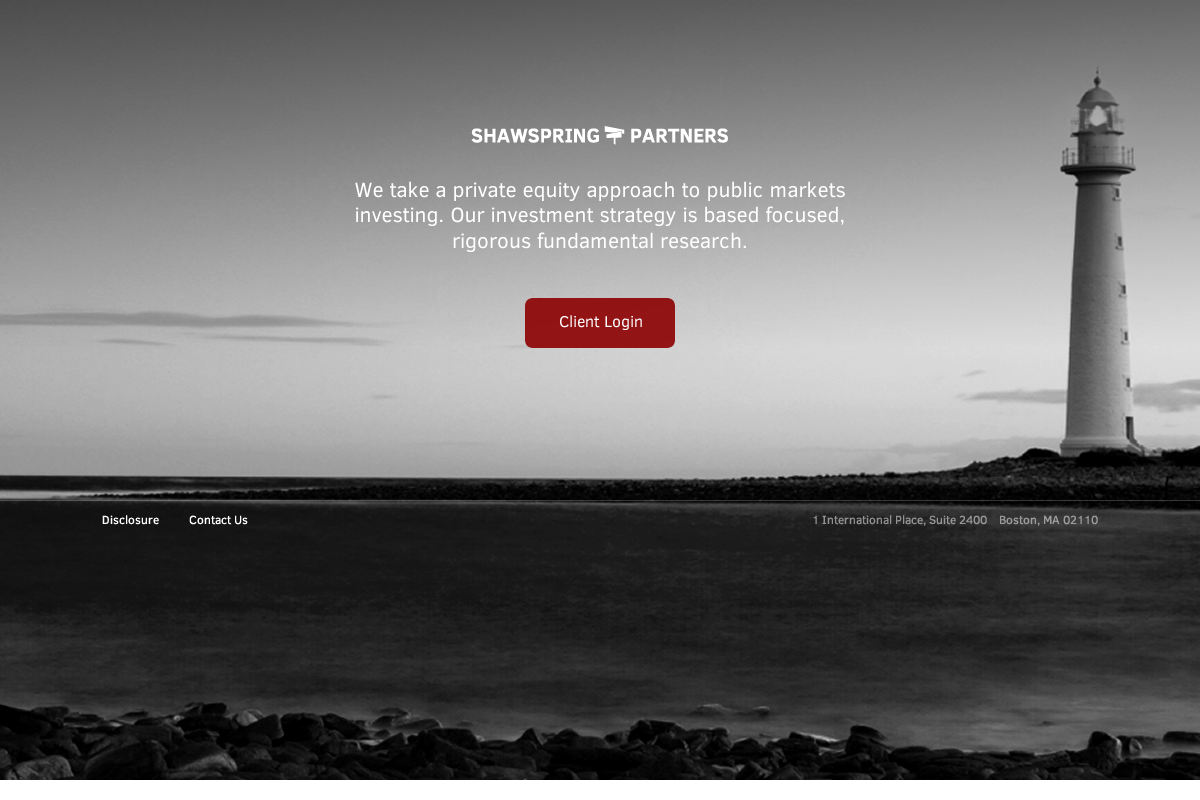 SHAWSPRING PARTNERS
We take a private equity approach to public markets
investing. Our investment strategy is based focused,
rigorous fundamental research.
Client Login
Disclosure Contact Us 1 International Place, Suite 2400 Boston, MA 02110